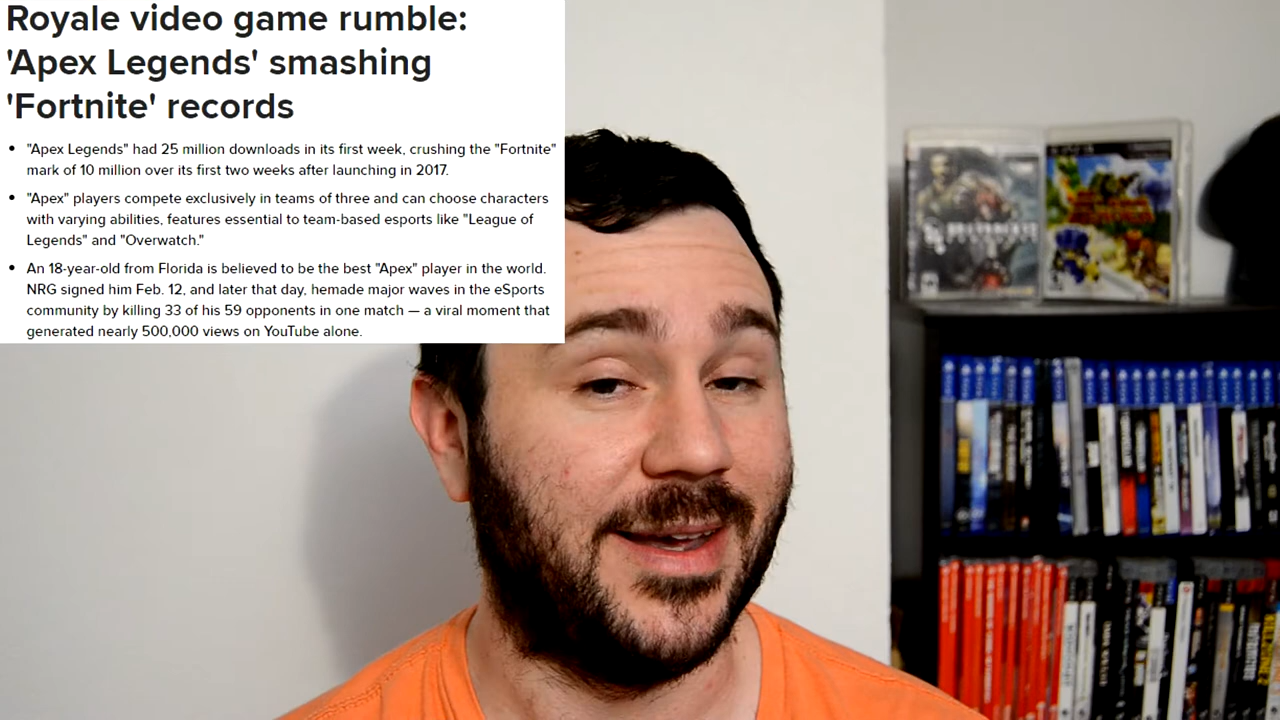 Royale video game rumble:
'Apex Legends' smashing
'Fortnite' records
• "Apex Legends" had 25 million downloads in its first week, crushing the "Fortnite"
mark of 10 million over its first two weeks after launching in 2017.
• "Apex" players compete exclusively in teams of three and can choose characters
with varying abilities, features essential to team-based esports like "League of
Legends" and "Overwatch."
• An 18-year-old from Florida is believed to be the best "Apex" player in the world.
NRG signed him Feb. 12, and later that day, hemade major waves in the eSports
community by killing 33 of his 59 opponents in one match — a viral moment that
generated nearly 500,000 views on YouTube alone.